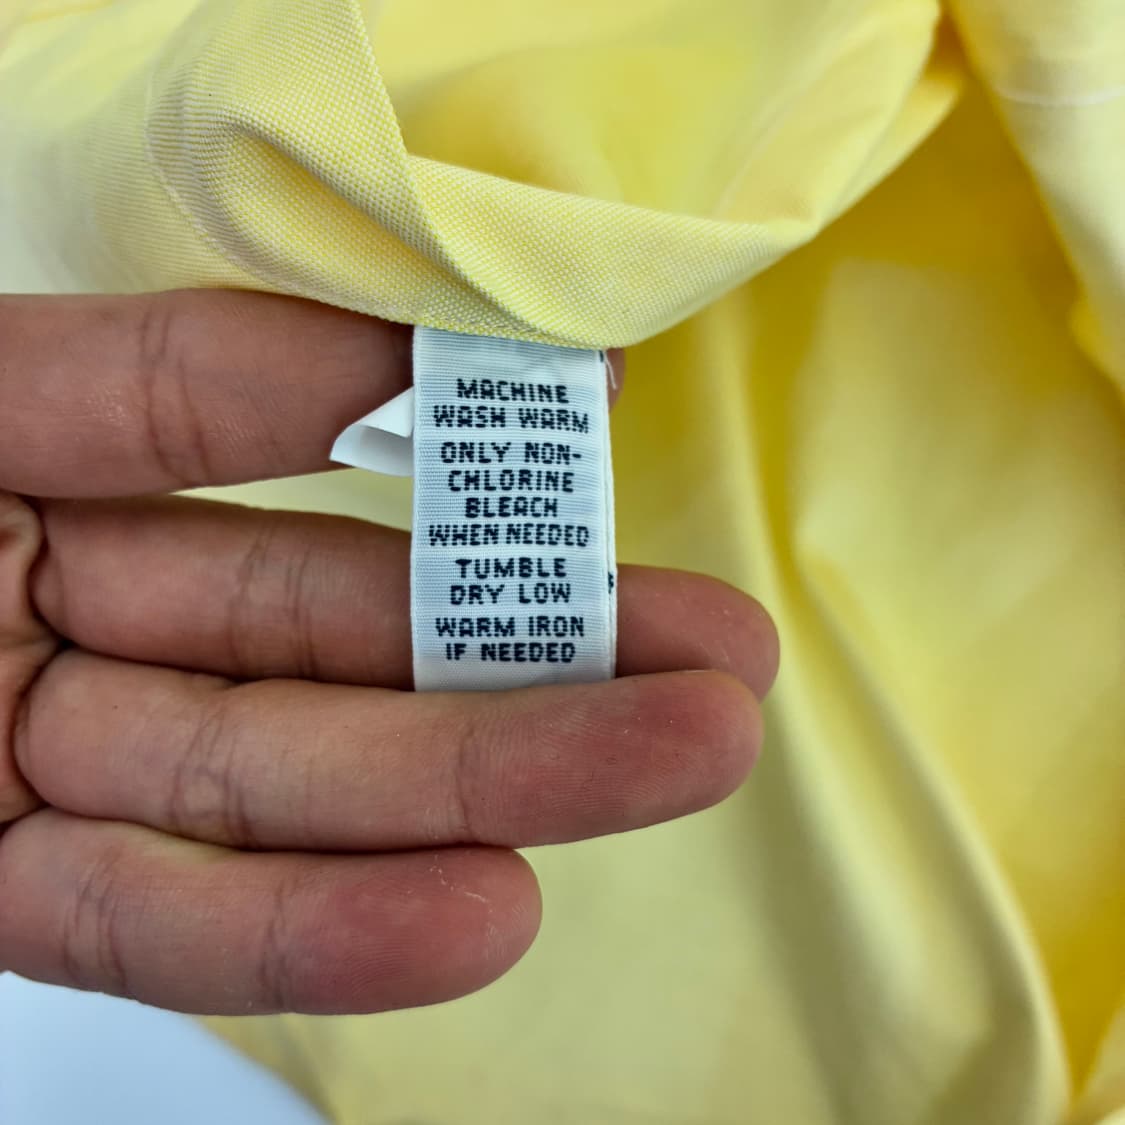 MACHINE
WASH WARM
ONLY NON-
CHLORINE
BLEACH
WHEN NEEDED
TUMBLE
DRY LOW
WARM IRON
IF NEEDED